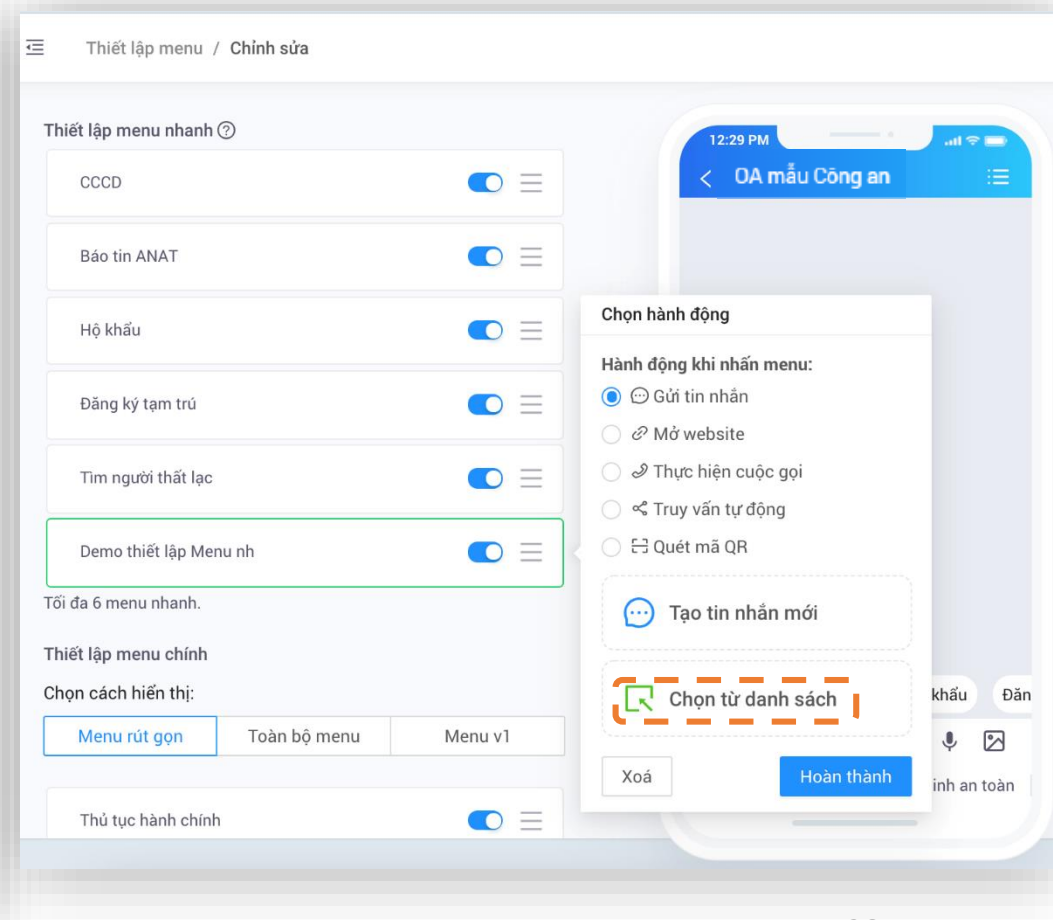 Thiết lập menu / Chỉnh sửa
Thiết lập menu nhanh
CCCD
Báo tin ANAT
Hộ khẩu
Đăng ký tạm trú
Tìm người thất lạc
Demo thiết lập Menu nh
Tối đa 6 menu nhanh.
Thiết lập menu chính
Chọn cách hiển thị:
Menu rút gọn Toàn bộ menu Menu v1
Thủ tục hành chính
12:29 PM
OA mẫu Công an
Chọn hành động
Hành động khi nhấn menu:
Gửi tin nhắn
Mở website
Thực hiện cuộc gọi
Truy vấn tự động
Quét mã QR
Tạo tin nhắn mới
Chọn từ danh sách
Xoá Hoàn thành
khẩu Đăn
inh an toàn